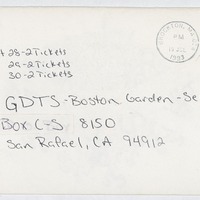 28-2 Tickets
29-2 Tickets
30-2 Tickets
GDTS-Boston Garden-Se
Box C-S 8150
San Rafael, CA 94912
PM
1993